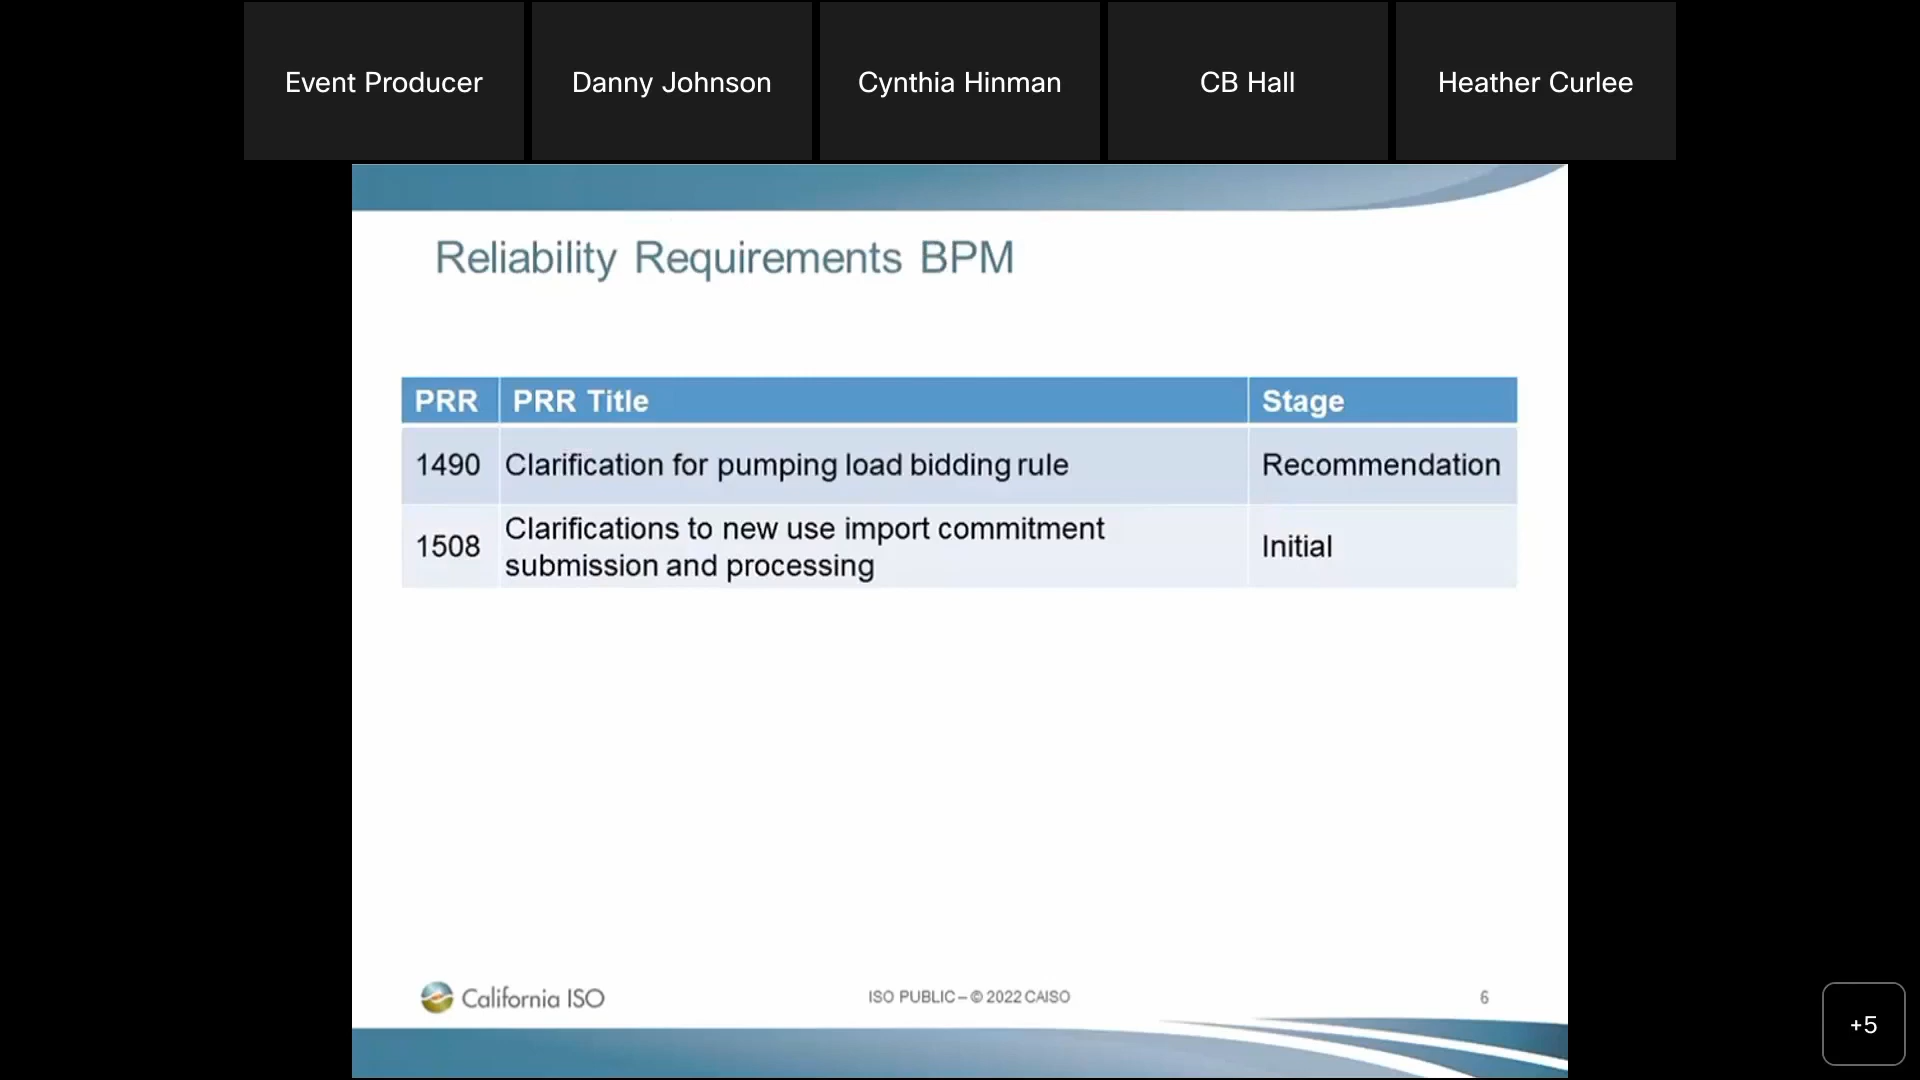 Event Producer
Danny Johnson
Cynthia Hinman
CB Hall
Heather Curlee
Reliability Requirements BPM
PRR PRR Title Stage
1490 Clarification for pumping load bidding rule Recommendation
1508 Clarifications to new use import commitment submission and processing Initial
California ISO
ISO PUBLIC – © 2022 CAISO
6
+5